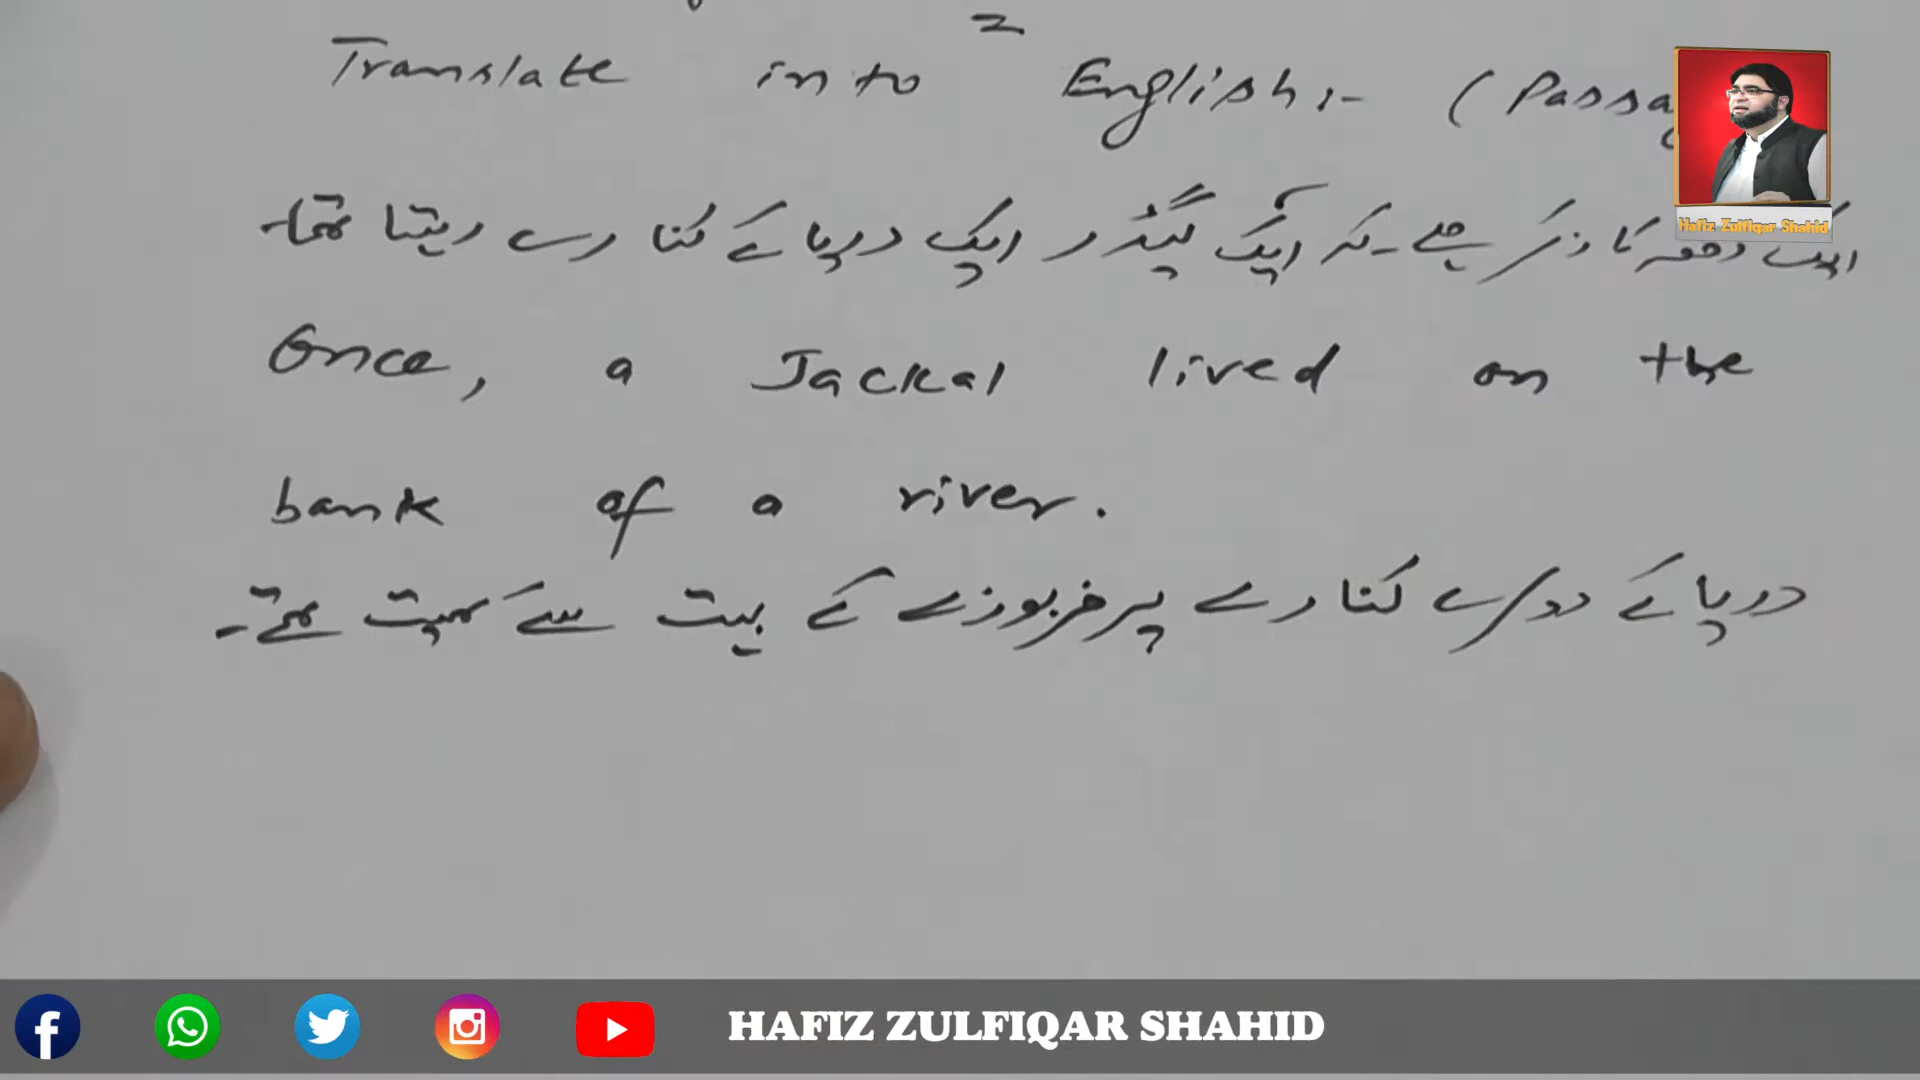 2
Translate into English:- (Passa
Hafiz Zulfiqar Shahid
ایک دفعہ کا ذکر ہے۔ کہ ایک گیدڑ ایک دریا کے کنارے رہتا تھا۔
Once, a Jackal lived on the
bank of a river.
دریا کے دوسرے کنارے پر خربوزے کے بہت سے کھیت تھے۔
HAFIZ ZULFIQAR SHAHID